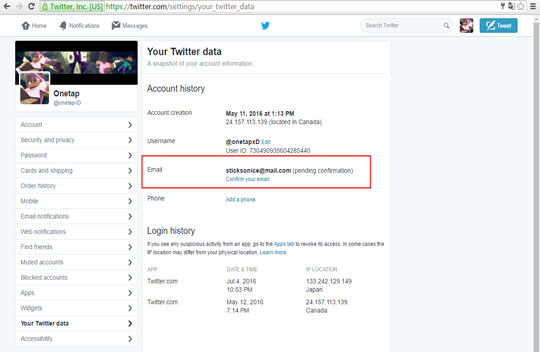 Twitter, Inc. [US] https://twitter.com/settings/your_twitter_data
Home Notifications Messages Search Twitter Tweet
Your Twitter data
A snapshot of your account information.
Onetap
@onetapxD
Account
Security and privacy
Password
Cards and shipping
Order history
Mobile
Email notifications
Web notifications
Find friends
Muted accounts
Blocked accounts
Apps
Widgets
Your Twitter data
Accessibility
Account history
Account creation May 11, 2016 at 1:13 PM
24.157.113.139 (located in Canada)
Username @onetapxD Edit
User ID: 730490935604285440
Email sticksonice@mail.com (pending confirmation)
Confirm your email
Phone Add a phone
Login history
If you see any suspicious activity from an app, go to the Apps tab to revoke its access. In some cases the
IP location may differ from your physical location. Learn more
APP DATE & TIME IP LOCATION
Twitter.com Jul 4, 2016 133.242.129.149
10:53 PM Japan
Twitter.com May 12, 2016 24.157.113.139
7:14 PM Canada